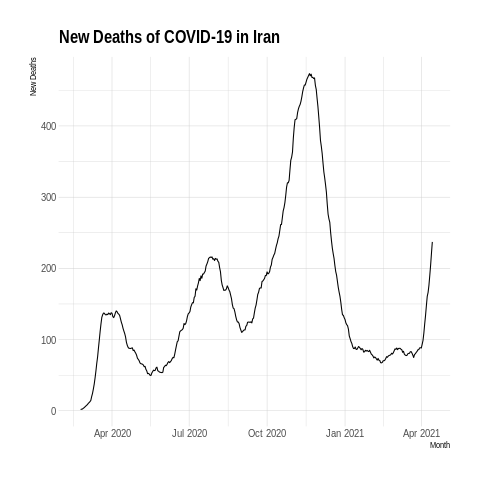 New Deaths of COVID-19 in Iran
New Deaths
400
300
200
100
0
Apr 2020 Jul 2020 Oct 2020 Jan 2021 Apr 2021
Month